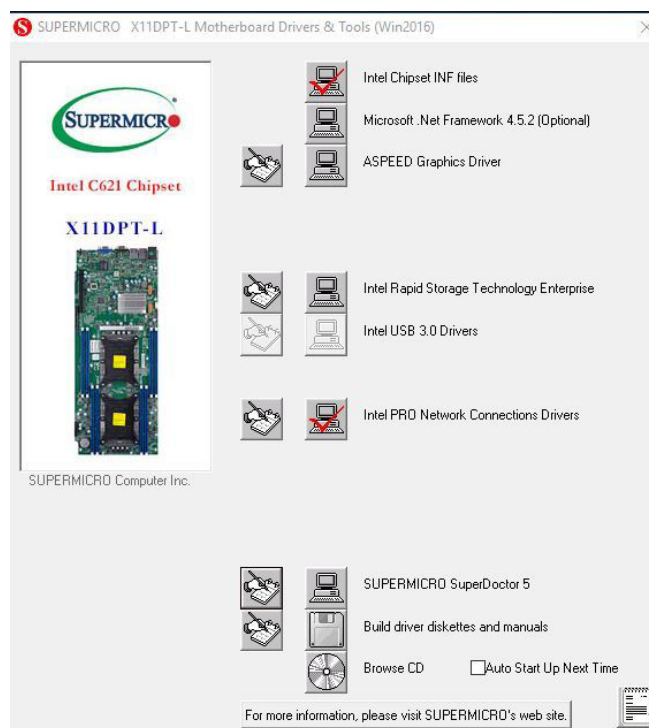 SUPERMICRO X11DPT-L Motherboard Drivers & Tools (Win2016)
Intel Chipset INF files
SUPERMICR
Microsoft .Net Framework 4.5.2 (Optional)
ASPEED Graphics Driver
Intel C621 Chipset
X11DPT-L
Intel Rapid Storage Technology Enterprise
Intel USB 3.0 Drivers
Intel PRO Network Connections Drivers
SUPERMICRO Computer Inc.
SUPERMICRO SuperDoctor 5
Build driver diskettes and manuals
Browse CD Auto Start Up Next Time
For more information, please visit SUPERMICRO's web site.